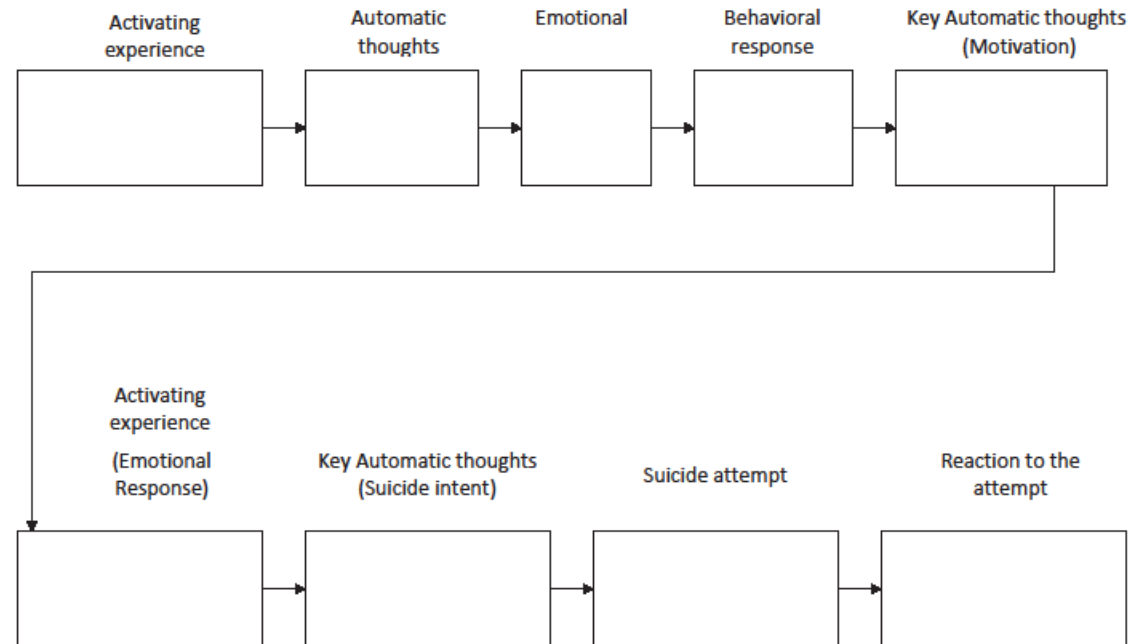 Activating
experience
Automatic
thoughts
Emotional
Behavioral
response
Key Automatic thoughts
(Motivation)
Activating
experience
(Emotional
Response)
Key Automatic thoughts
(Suicide intent)
Suicide attempt
Reaction to the
attempt